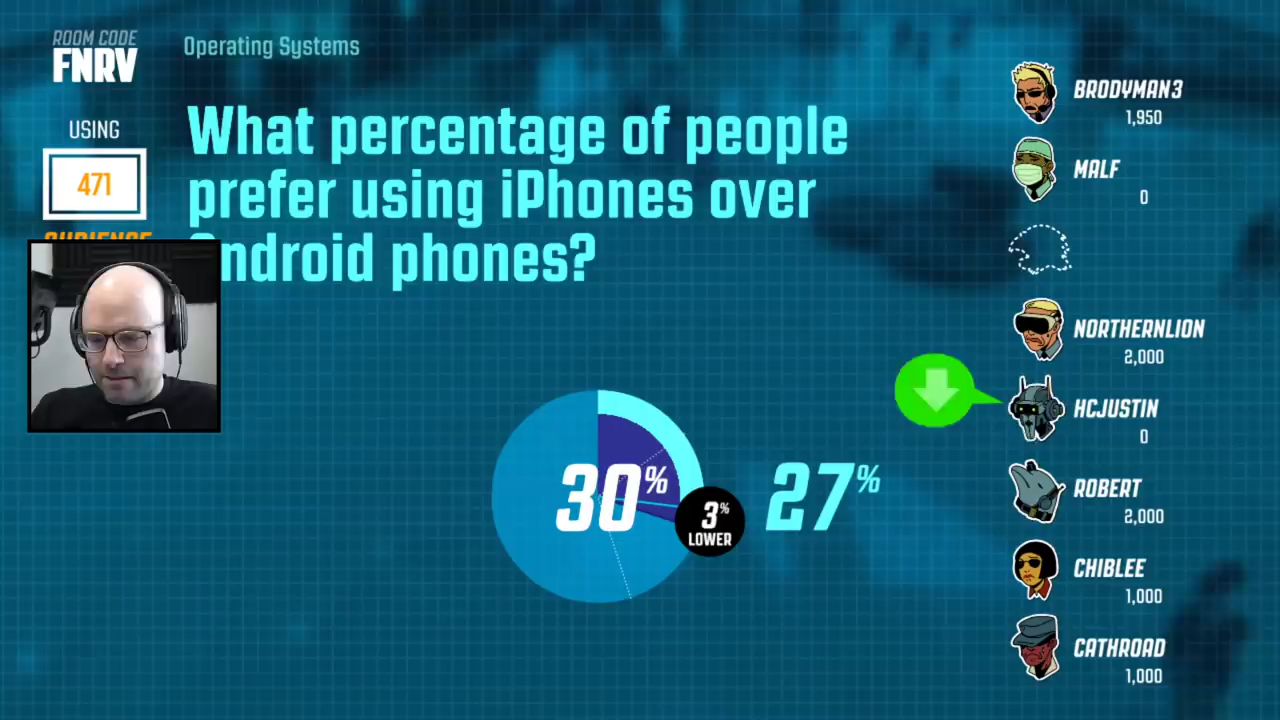 ROOM CODE
FNRV
Operating Systems
What percentage of people
prefer using iPhones over
Android phones?
USING
471
AUDIENCE
30%
3%
LOWER
27%
BRODYMAN3
1,950
MALF
0
NORTHERNLION
2,000
HCJUSTIN
0
ROBERT
2,000
CHIBLEE
1,000
CATHROAD
1,000